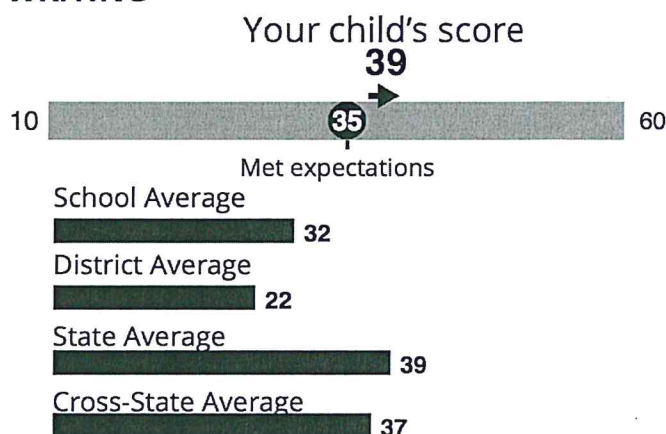 Your child's score
39
10 35 60
Met expectations
School Average
32
District Average
22
State Average
39
Cross-State Average
37